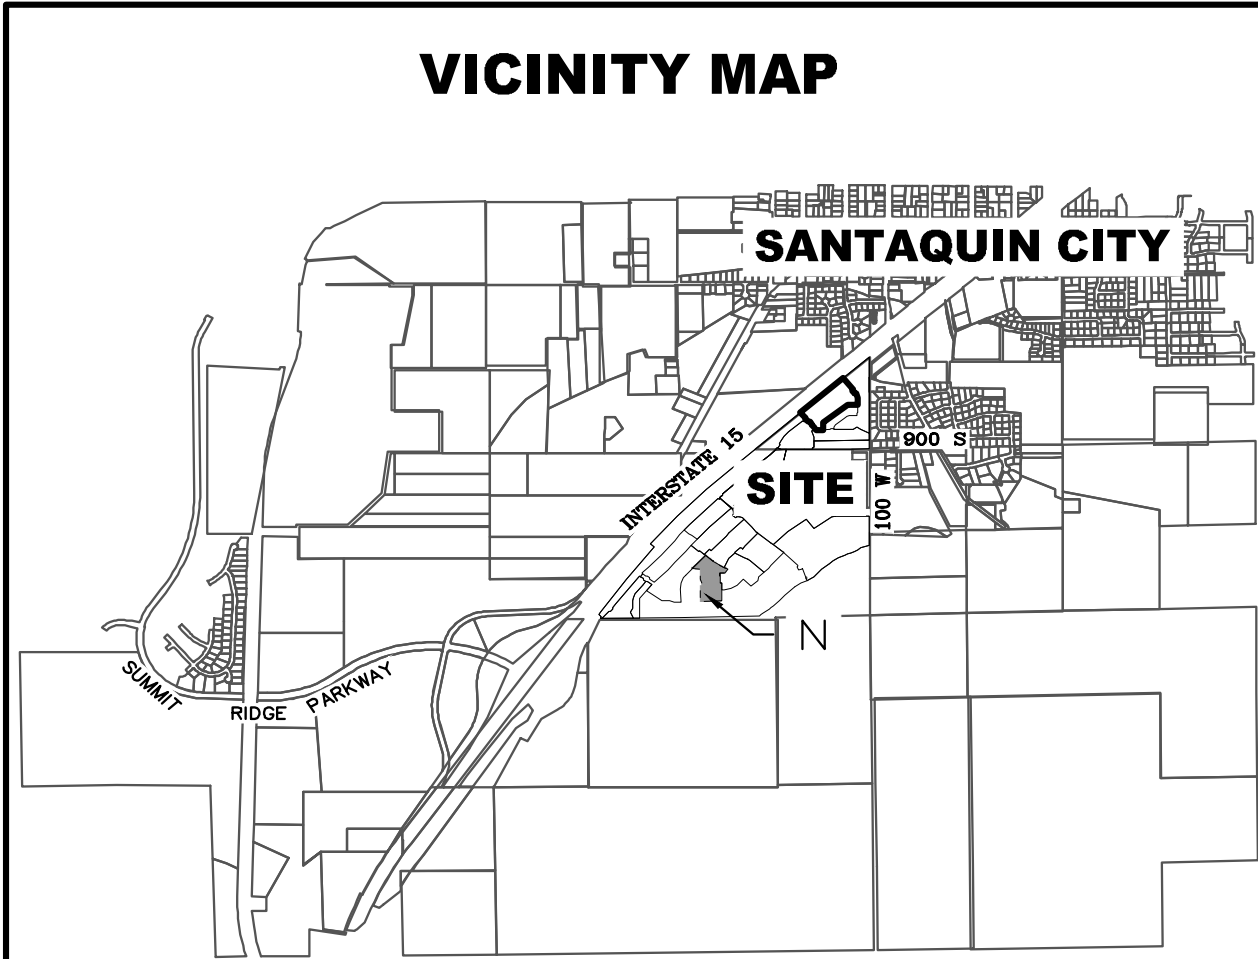 VICINITY MAP
SANTAQUIN CITY
INTERSTATE 15
900 S
SITE
100 W
N
SUMMIT RIDGE PARKWAY